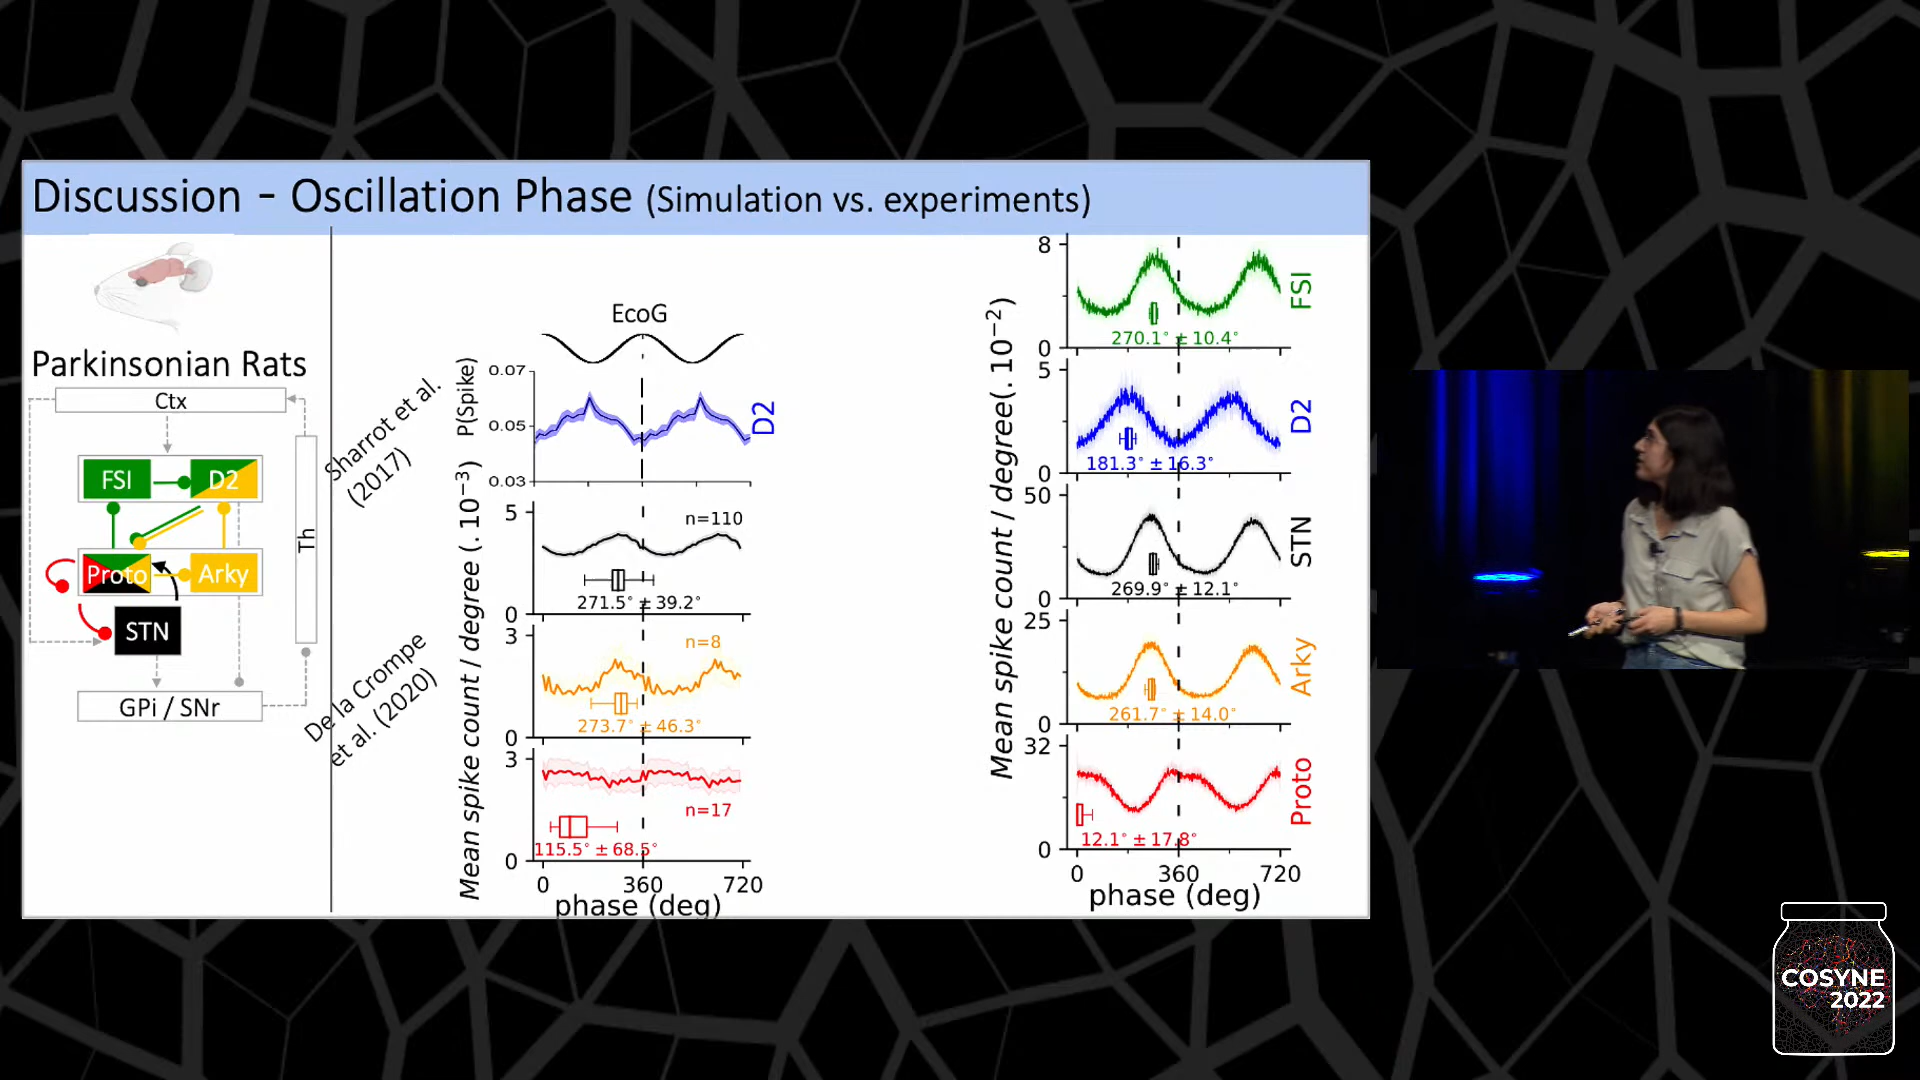 Discussion - Oscillation Phase (Simulation vs. experiments)
Parkinsonian Rats
Ctx
FSI
D2
Th
Proto
Arky
STN
GPi / SNr
Sharrot et al.
(2017)
De la Crompe
et al. (2020)
EcoG
P(Spike)
0.07
0.05
0.03
D2
Mean spike count / degree (. 10⁻³)
5
n=110
271.5° ± 39.2°
0
3
n=8
273.7° ± 46.3°
0
3
n=17
115.5° ± 68.5°
0
0 360 720
phase (deg)
Mean spike count / degree(. 10⁻²)
8
FSI
270.1° ± 10.4°
0
5
D2
181.3° ± 16.3°
0
50
STN
269.9° ± 12.1°
0
25
Arky
261.7° ± 14.0°
0
32
Proto
12.1° ± 17.8°
0
0 360 720
phase (deg)
COSYNE
2022